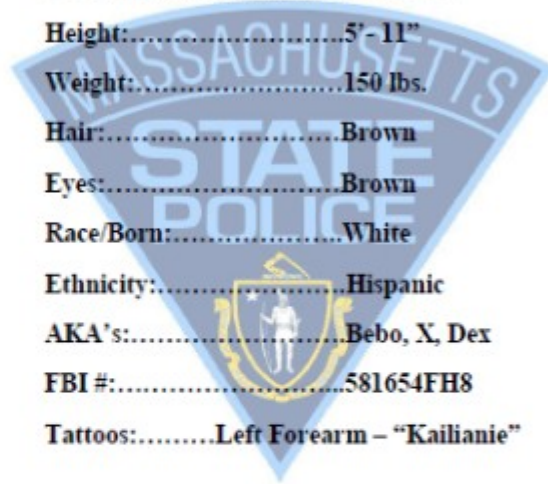 Height:........................5’- 11”
MASSACHUSETTS
Weight:........................150 lbs.
Hair:........................Brown
STATE
Eyes:........................Brown
POLICE
Race/Born:....................White
Ethnicity:......................Hispanic
AKA’s:.........................Bebo, X, Dex
FBI #:..........................581654FH8
Tattoos:.........Left Forearm – “Kailianie”